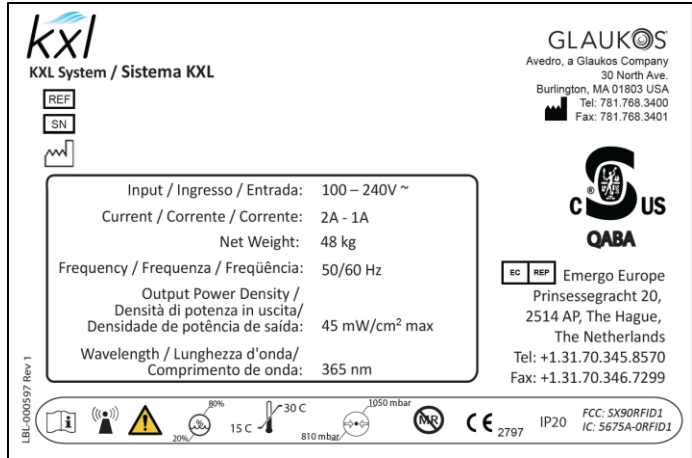 kxl
KXL System / Sistema KXL
REF
SN
GLAUKOS
Avedro, a Glaukos Company
30 North Ave.
Burlington, MA 01803 USA
Tel: 781.768.3400
Fax: 781.768.3401
Input / Ingresso / Entrada: 100 – 240V ~
Current / Corrente / Corrente: 2A - 1A
Net Weight: 48 kg
Frequency / Frequenza / Freqüência: 50/60 Hz
Output Power Density /
Densità di potenza in uscita/
Densidade de potência de saída: 45 mW/cm² max
Wavelength / Lunghezza d'onda/
Comprimento de onda: 365 nm
® C S US
QABA
EC REP Emergo Europe
Prinsessegracht 20,
2514 AP, The Hague,
The Netherlands
Tel: +1.31.70.345.8570
Fax: +1.31.70.346.7299
LBL-000597 Rev 1
i
20% % 80%
15 C 30 C
810 mbar 1050 mbar
MR
CE 2797
IP20
FCC: SX90RFID1
IC: 5675A-0RFID1